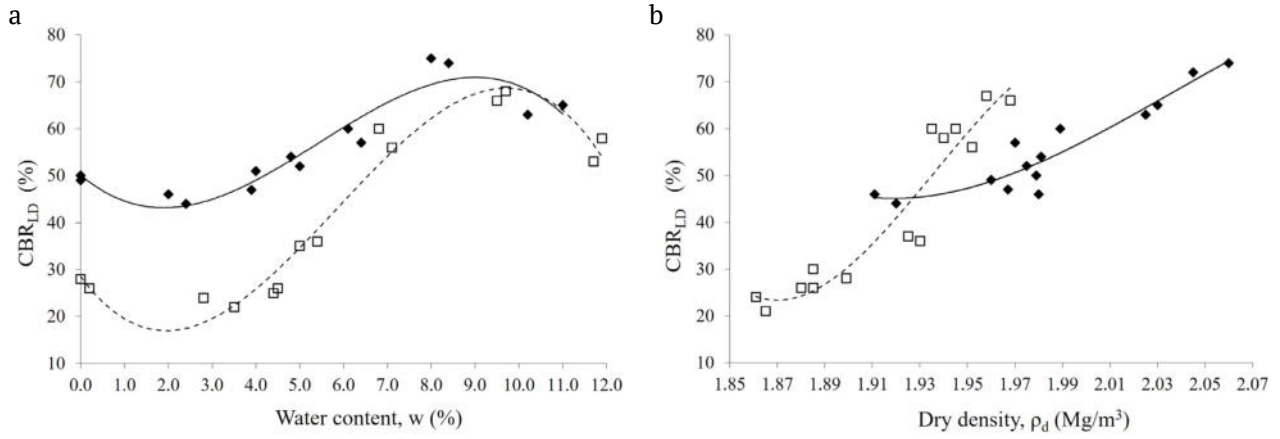 a
80
70
60
50
40
30
20
10
CBR_LD (%)
0.0 1.0 2.0 3.0 4.0 5.0 6.0 7.0 8.0 9.0 10.0 11.0 12.0
Water content, w (%)
b
80
70
60
50
40
30
20
10
CBR_LD (%)
1.85 1.87 1.89 1.91 1.93 1.95 1.97 1.99 2.01 2.03 2.05 2.07
Dry density, ρ_d (Mg/m³)